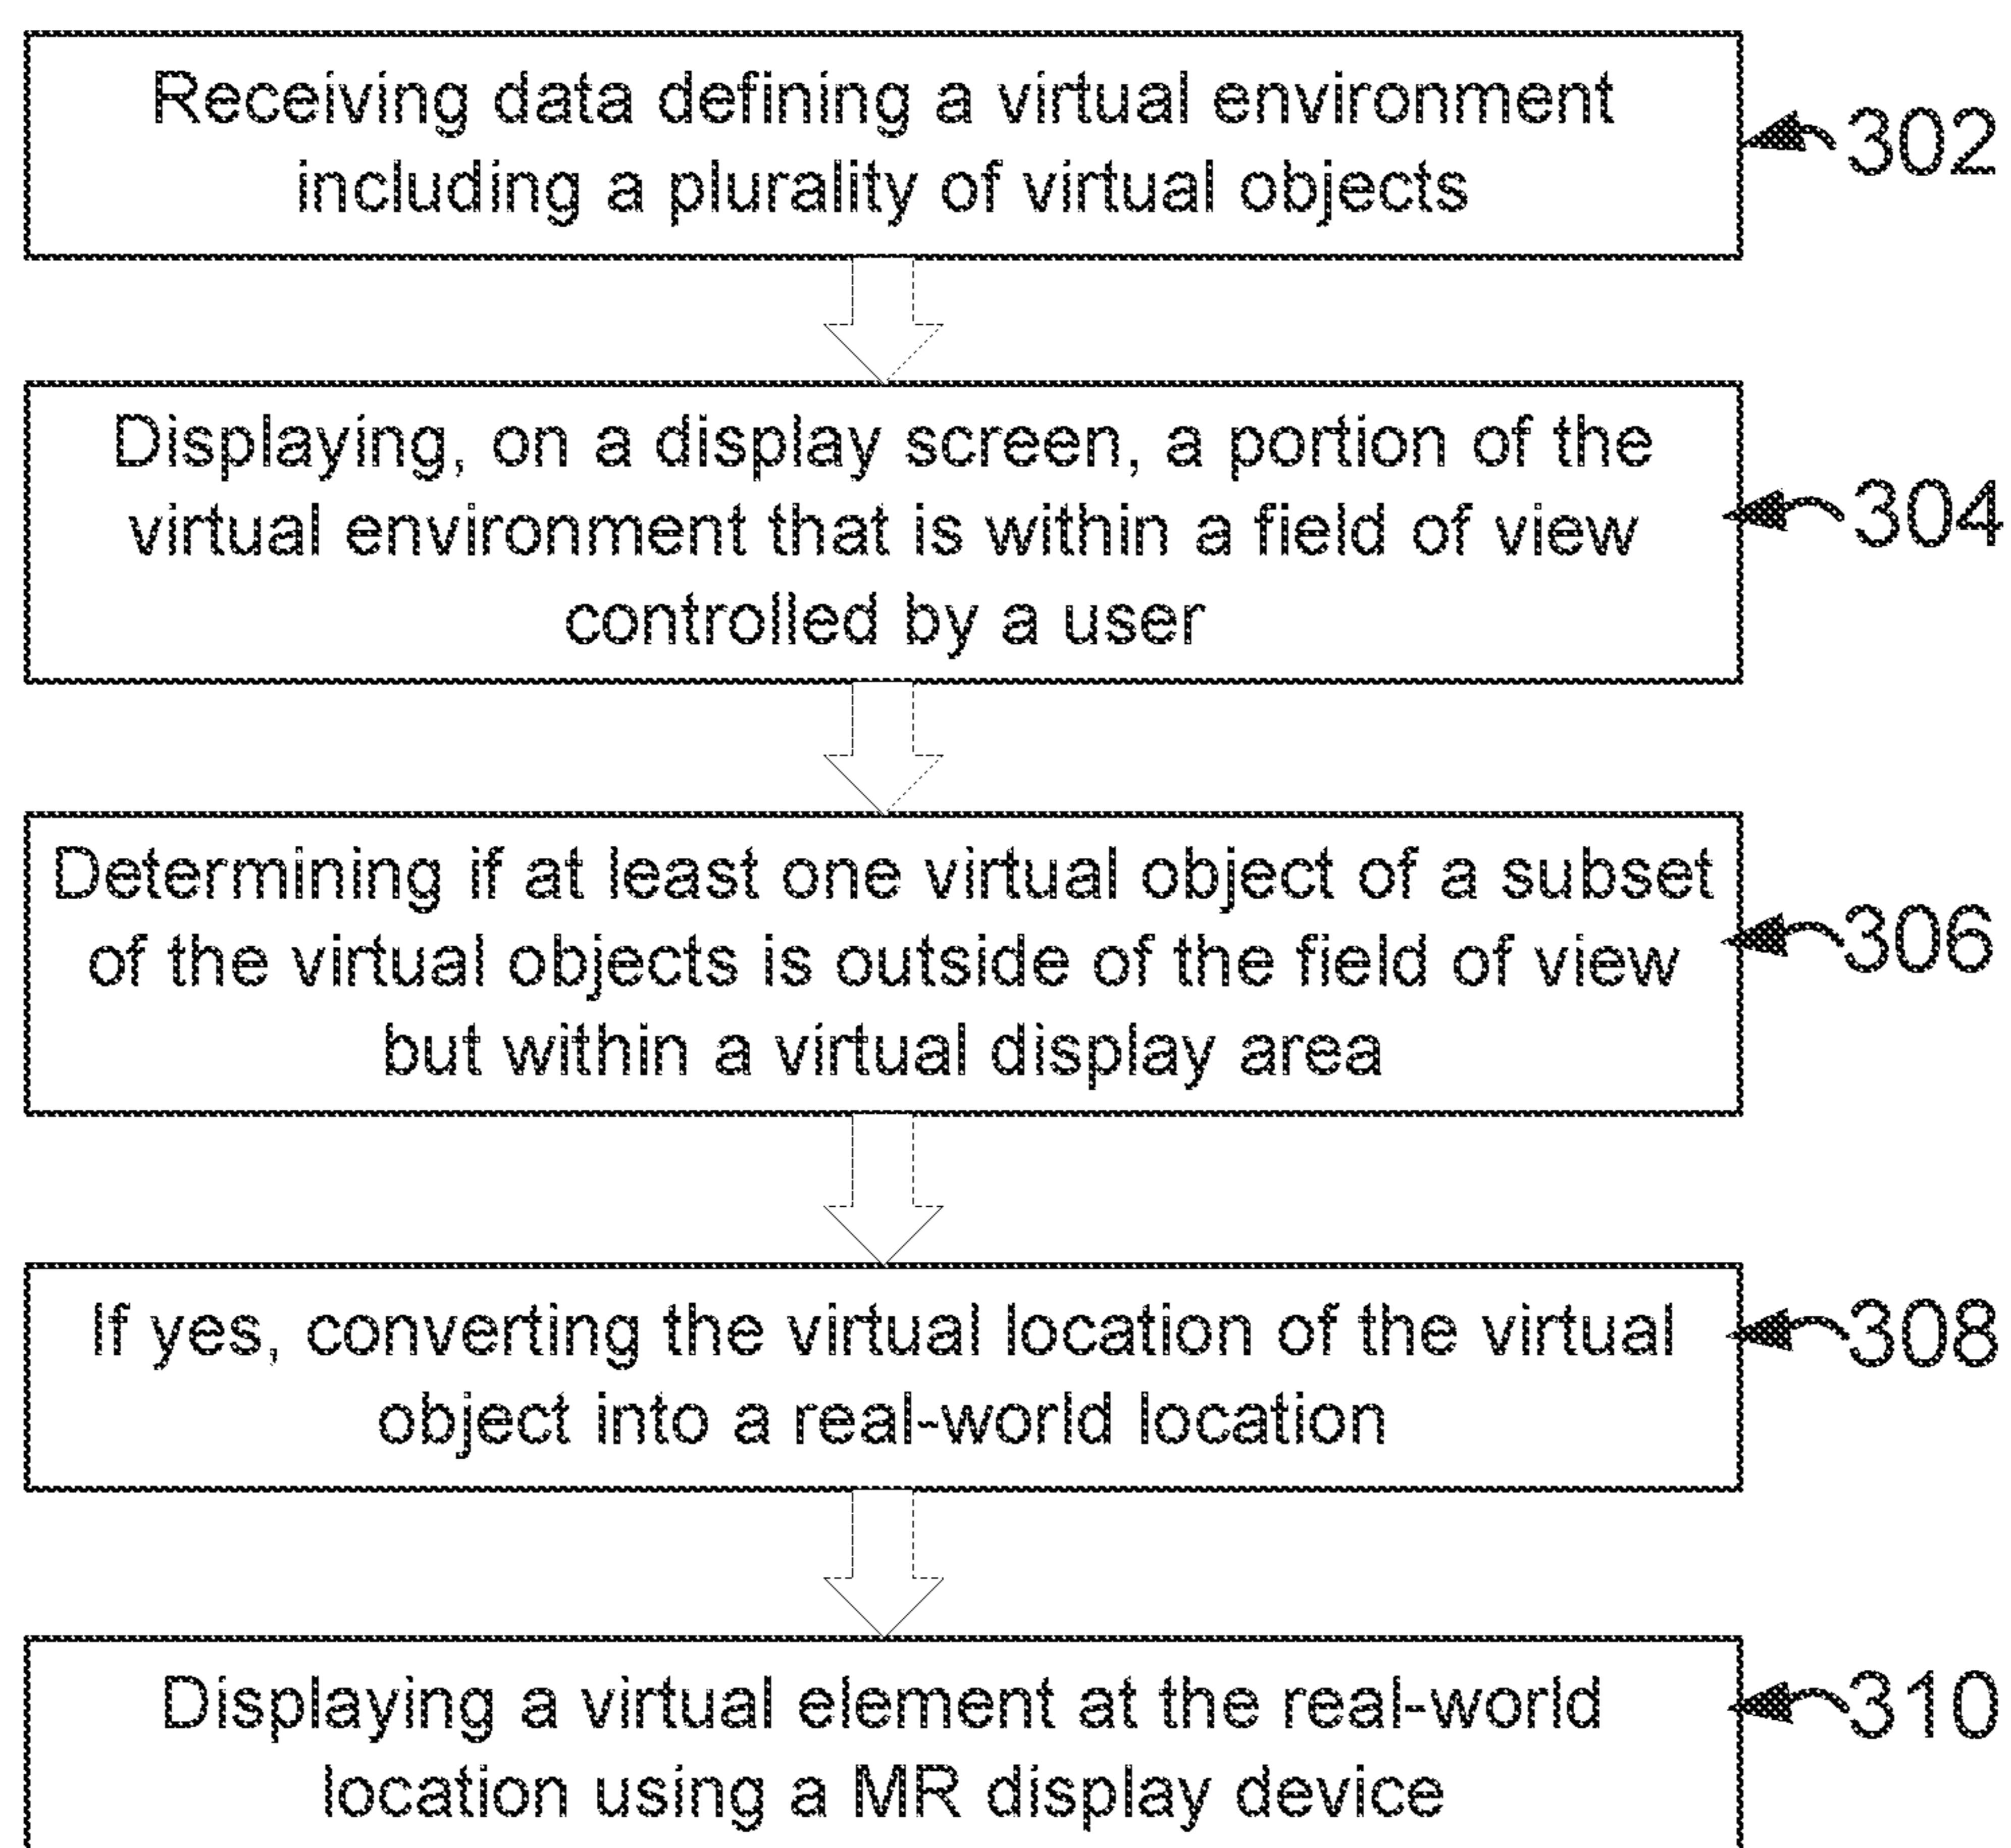 Receiving data defining a virtual environment
including a plurality of virtual objects
302
Displaying, on a display screen, a portion of the
virtual environment that is within a field of view
controlled by a user
304
Determining if at least one virtual object of a subset
of the virtual objects is outside of the field of view
but within a virtual display area
306
If yes, converting the virtual location of the virtual
object into a real-world location
308
Displaying a virtual element at the real-world
location using a MR display device
310